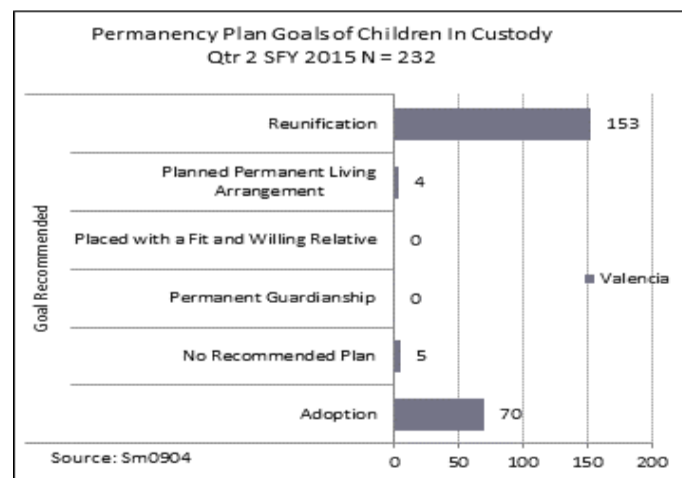 Permanency Plan Goals of Children In Custody
Qtr 2 SFY 2015 N = 232
Goal Recommended
Reunification
153
Planned Permanent Living
Arrangement
4
Placed with a Fit and Willing Relative
0
Permanent Guardianship
0
No Recommended Plan
5
Adoption
70
Valencia
0 50 100 150 200
Source: Sm0904